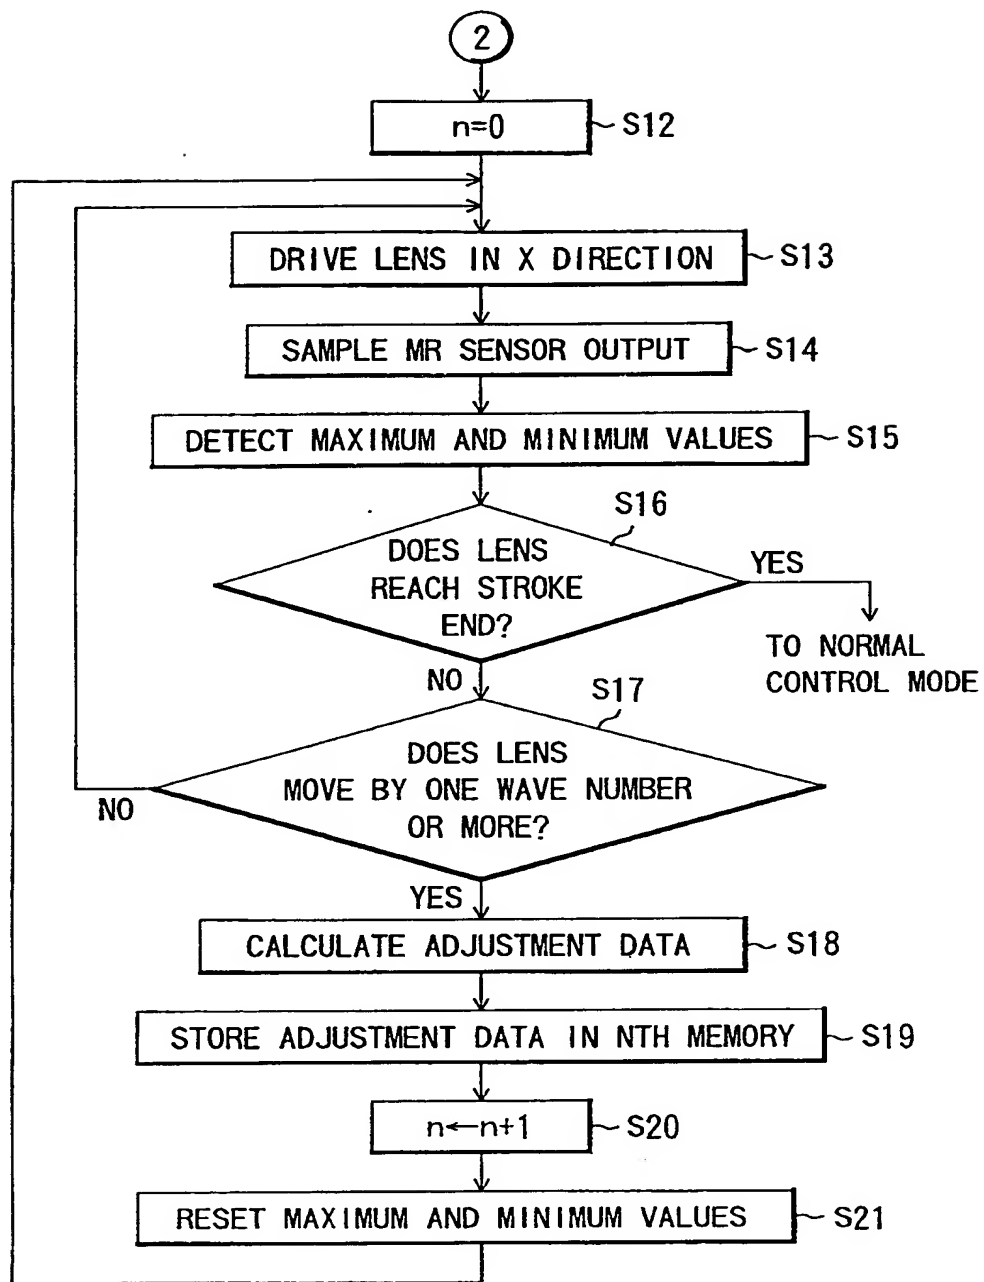 2
n=0
S12
DRIVE LENS IN X DIRECTION
S13
SAMPLE MR SENSOR OUTPUT
S14
DETECT MAXIMUM AND MINIMUM VALUES
S15
S16
DOES LENS
REACH STROKE
END?
YES
TO NORMAL
CONTROL MODE
NO
S17
DOES LENS
MOVE BY ONE WAVE NUMBER
OR MORE?
NO
YES
CALCULATE ADJUSTMENT DATA
S18
STORE ADJUSTMENT DATA IN NTH MEMORY
S19
n←n+1
S20
RESET MAXIMUM AND MINIMUM VALUES
S21